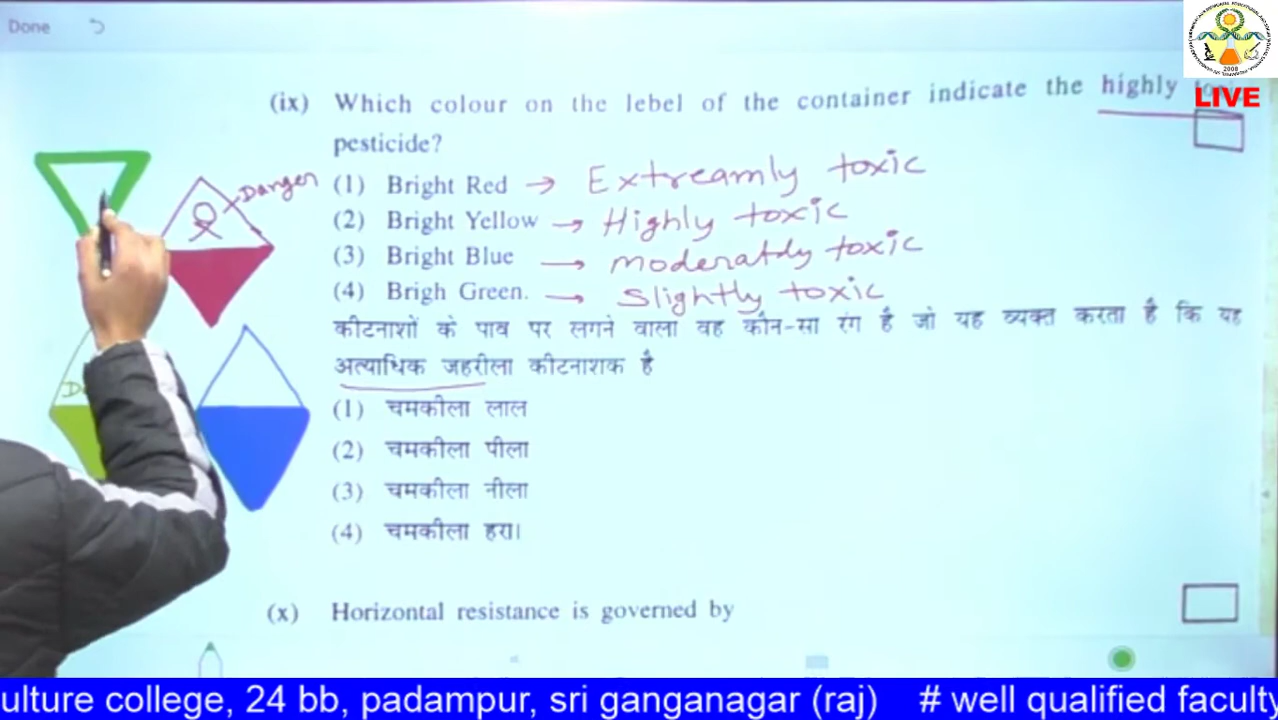 Done
LIVE
(ix) Which colour on the lebel of the container indicate the highly
pesticide?
(1) Bright Red → Extreamly toxic
(2) Bright Yellow → Highly toxic
(3) Bright Blue → moderatdy toxic
(4) Brigh Green. → Slightly toxic
Danger
कीटनाशों के पाव पर लगने वाला वह कौन-सा रंग है जो यह व्यक्त करता है कि यह
अत्याधिक जहरीला कीटनाशक है
(1) चमकीला लाल
(2) चमकीला पीला
(3) चमकीला नीला
(4) चमकीला हरा।
(x) Horizontal resistance is governed by
2008
ulture college, 24 bb, padampur, sri ganganagar (raj) # well qualified faculty